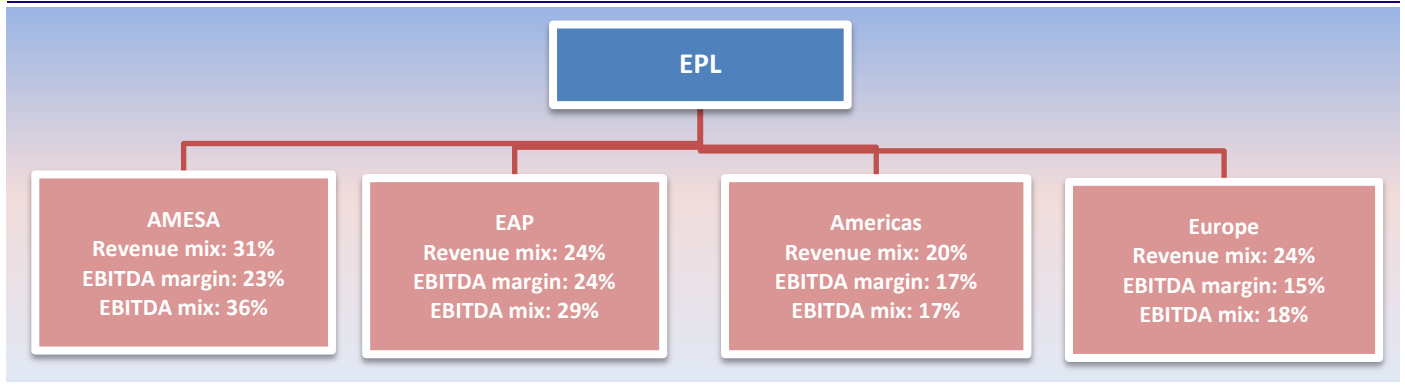 EPL
AMESA
Revenue mix: 31%
EBITDA margin: 23%
EBITDA mix: 36%
EAP
Revenue mix: 24%
EBITDA margin: 24%
EBITDA mix: 29%
Americas
Revenue mix: 20%
EBITDA margin: 17%
EBITDA mix: 17%
Europe
Revenue mix: 24%
EBITDA margin: 15%
EBITDA mix: 18%